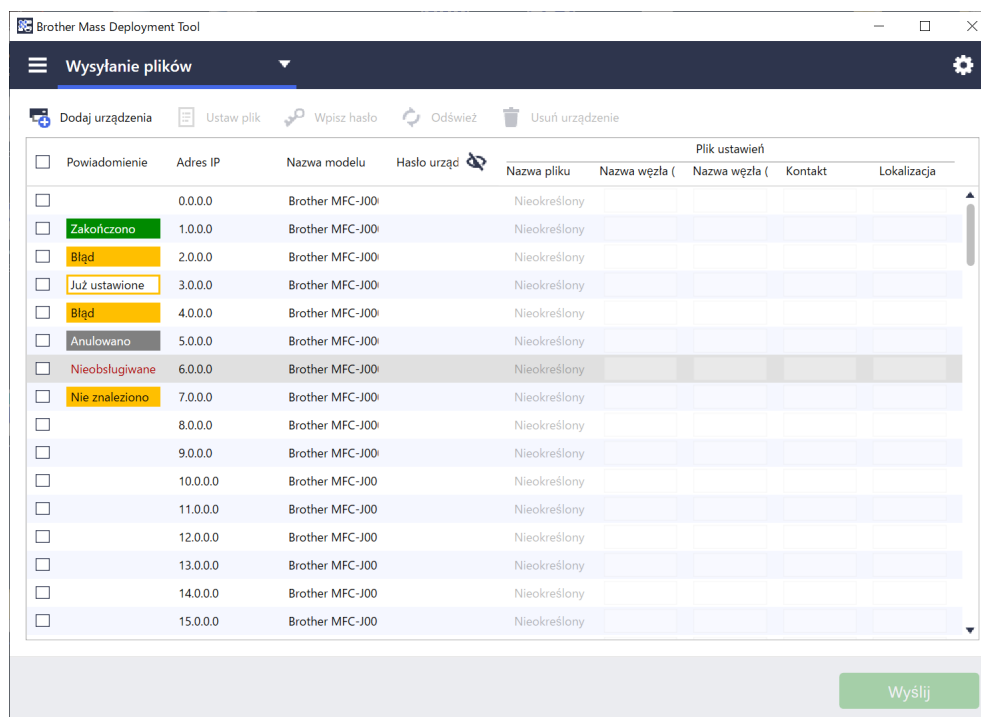 Brother Mass Deployment Tool
Wysyłanie plików
Dodaj urządzenia Ustaw plik Wpisz hasło Odśwież Usuń urządzenie
Plik ustawień
Powiadomienie Adres IP Nazwa modelu Hasło urząd
Nazwa pliku Nazwa węzła ( Nazwa węzła ( Kontakt Lokalizacja
0.0.0.0 Brother MFC-J00 Nieokreślony
Zakończono 1.0.0.0 Brother MFC-J00 Nieokreślony
Błąd 2.0.0.0 Brother MFC-J00 Nieokreślony
Już ustawione 3.0.0.0 Brother MFC-J00 Nieokreślony
Błąd 4.0.0.0 Brother MFC-J00 Nieokreślony
Anulowano 5.0.0.0 Brother MFC-J00 Nieokreślony
Nieobsługiwane 6.0.0.0 Brother MFC-J00 Nieokreślony
Nie znaleziono 7.0.0.0 Brother MFC-J00 Nieokreślony
8.0.0.0 Brother MFC-J00 Nieokreślony
9.0.0.0 Brother MFC-J00 Nieokreślony
10.0.0.0 Brother MFC-J00 Nieokreślony
11.0.0.0 Brother MFC-J00 Nieokreślony
12.0.0.0 Brother MFC-J00 Nieokreślony
13.0.0.0 Brother MFC-J00 Nieokreślony
14.0.0.0 Brother MFC-J00 Nieokreślony
15.0.0.0 Brother MFC-J00 Nieokreślony
Wyślij